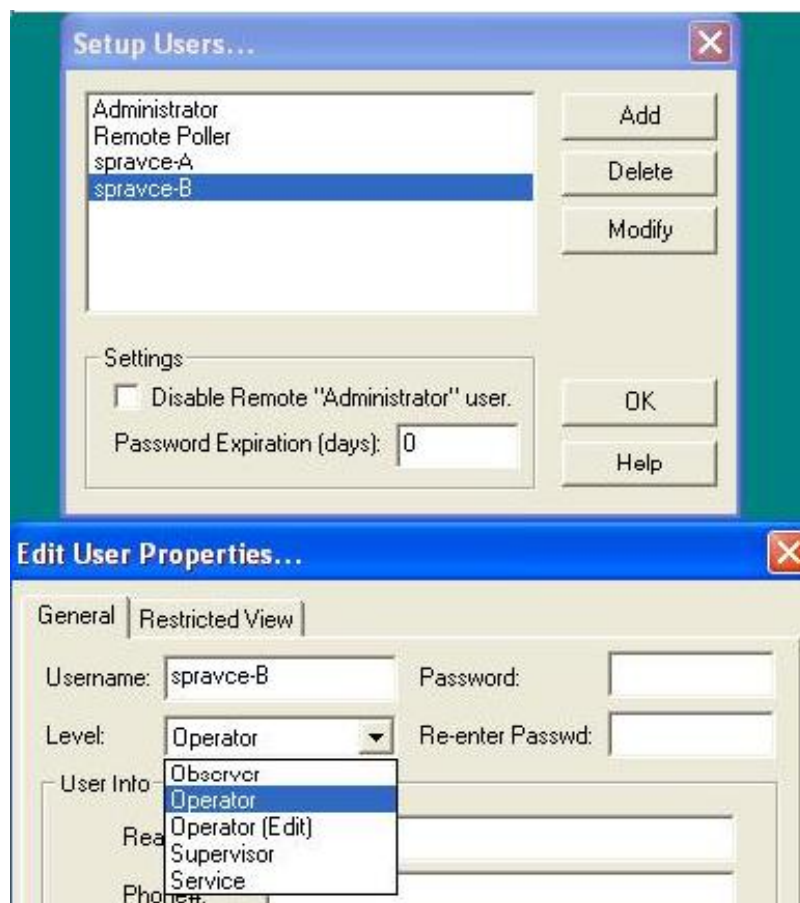 Setup Users...
Administrator
Remote Poller
spravce-A
spravce-B
Add
Delete
Modify
Settings
Disable Remote "Administrator" user.
Password Expiration (days): 0
OK
Help
Edit User Properties...
General
Restricted View
Username: spravce-B
Password:
Level: Operator
Re-enter Passwd:
User Info
Observer
Operator
Operator (Edit)
Supervisor
Service
Rea
Phone#: